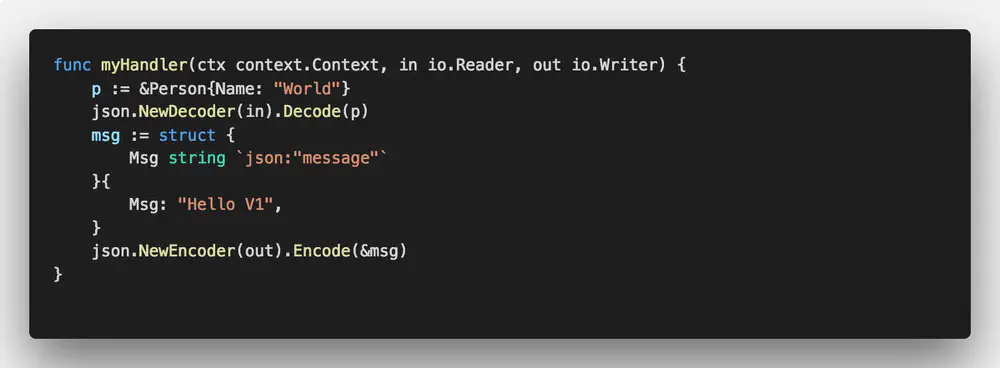 func myHandler(ctx context.Context, in io.Reader, out io.Writer) {
    p := &Person{Name: "World"}
    json.NewDecoder(in).Decode(p)
    msg := struct {
        Msg string `json:"message"`
    }{
        Msg: "Hello V1",
    }
    json.NewEncoder(out).Encode(&msg)
}